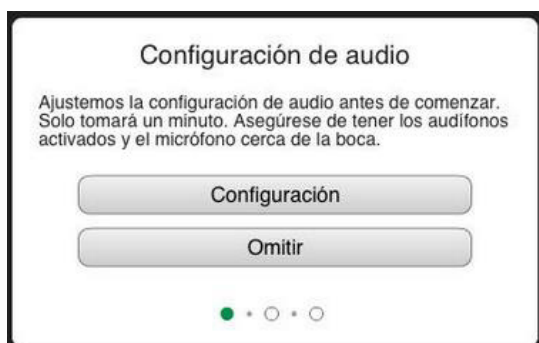 Configuración de audio
Ajustemos la configuración de audio antes de comenzar.
Solo tomará un minuto. Asegúrese de tener los audífonos
activados y el micrófono cerca de la boca.
Configuración
Omitir